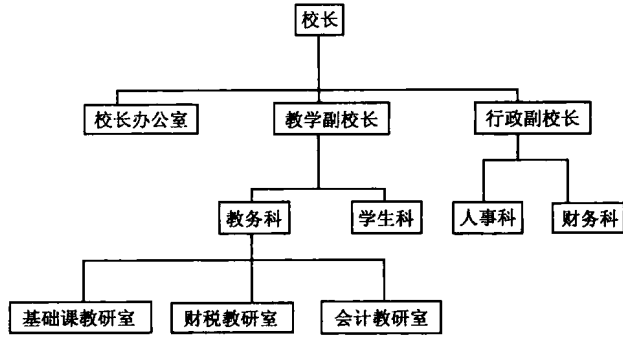 校长
校长办公室
教学副校长
行政副校长
教务科
学生科
人事科
财务科
基础课教研室
财税教研室
会计教研室